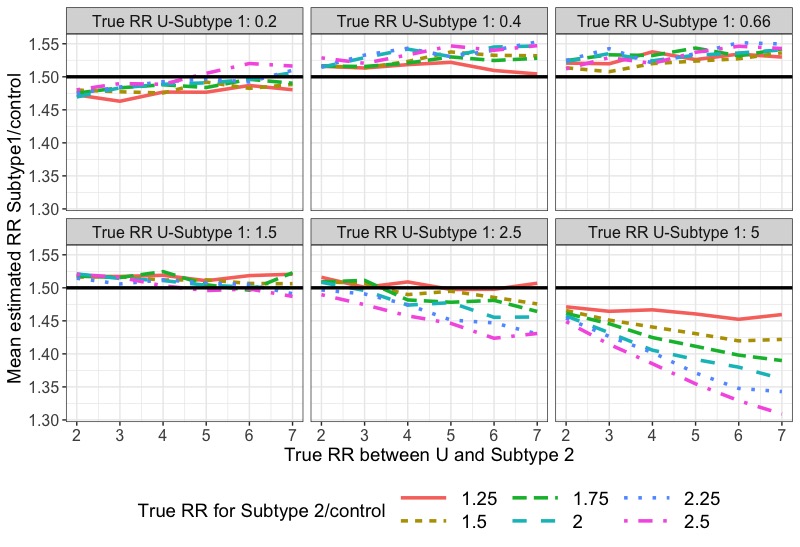 True RR U-Subtype 1: 0.2 True RR U-Subtype 1: 0.4 True RR U-Subtype 1: 0.66
1.55
1.50
1.45
1.40
1.35
1.30
True RR U-Subtype 1: 1.5 True RR U-Subtype 1: 2.5 True RR U-Subtype 1: 5
1.55
1.50
1.45
1.40
1.35
1.30
2 3 4 5 6 7 2 3 4 5 6 7 2 3 4 5 6 7
Mean estimated RR Subtype1/control
True RR between U and Subtype 2
True RR for Subtype 2/control
1.25 1.75 2.25
1.5 2 2.5